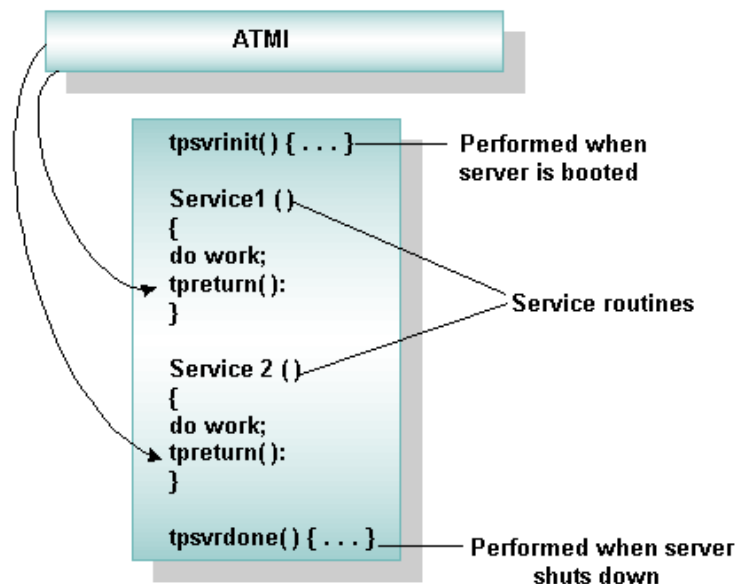 ATMI
tpsvrinit( ) { . . . }
Performed when
server is booted
Service1 ( )
{
do work;
tpreturn( ):
}
Service routines
Service 2 ( )
{
do work;
tpreturn( ):
}
tpsvrdone( ) { . . . }
Performed when server
shuts down